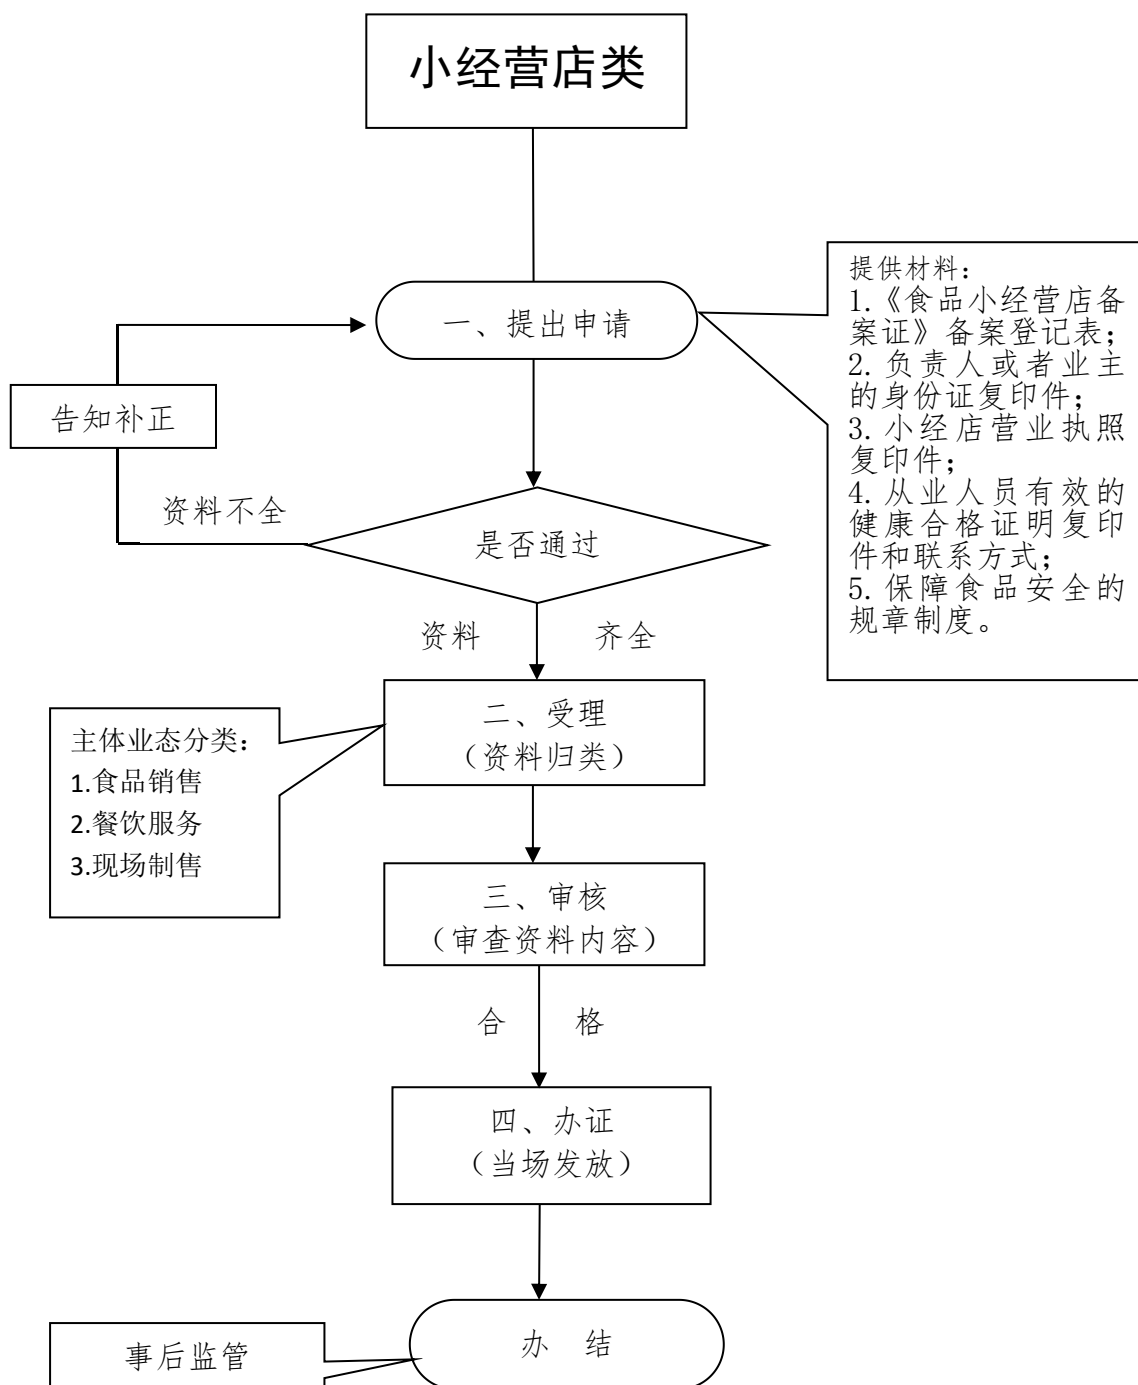 小经营店类
一、提出申请
提供材料：
1.《食品小经营店备
案证》备案登记表；
2. 负责人或者业主
的身份证复印件；
3. 小经店营业执照
复印件；
4. 从业人员有效的
健康合格证明复印
件和联系方式；
5. 保障食品安全的
规章制度。
告知补正
资料不全
是否通过
资料 齐全
二、受理
（资料归类）
主体业态分类：
1.食品销售
2.餐饮服务
3.现场制售
三、审核
（审查资料内容）
合 格
四、办证
（当场发放）
办 结
事后监管